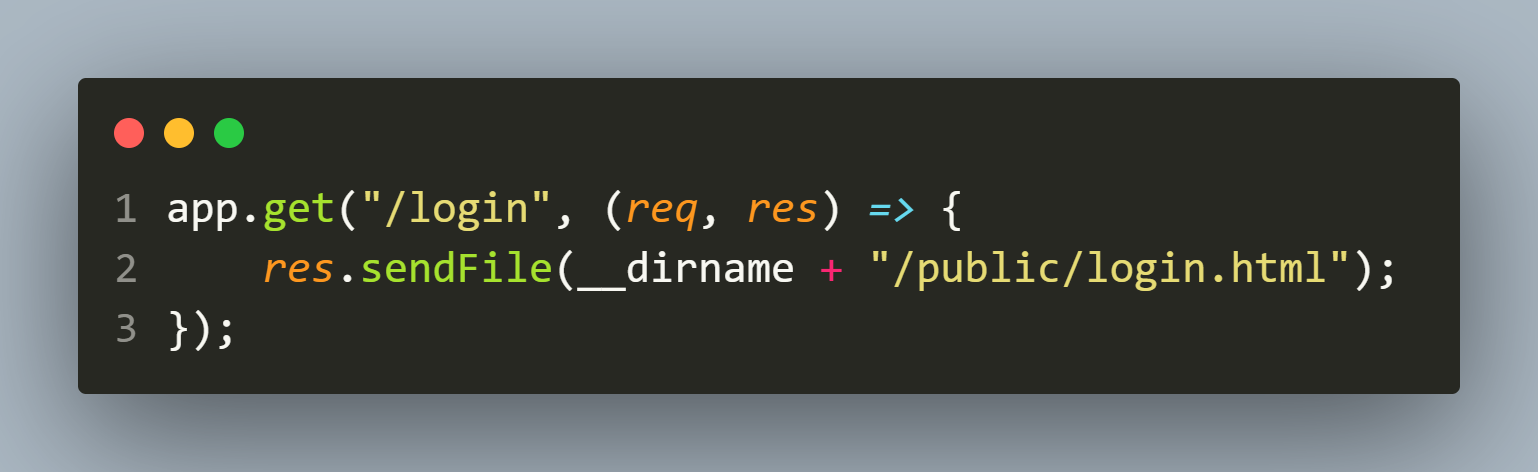 1 app.get("/login", (req, res) => {
2     res.sendFile(__dirname + "/public/login.html");
3 });